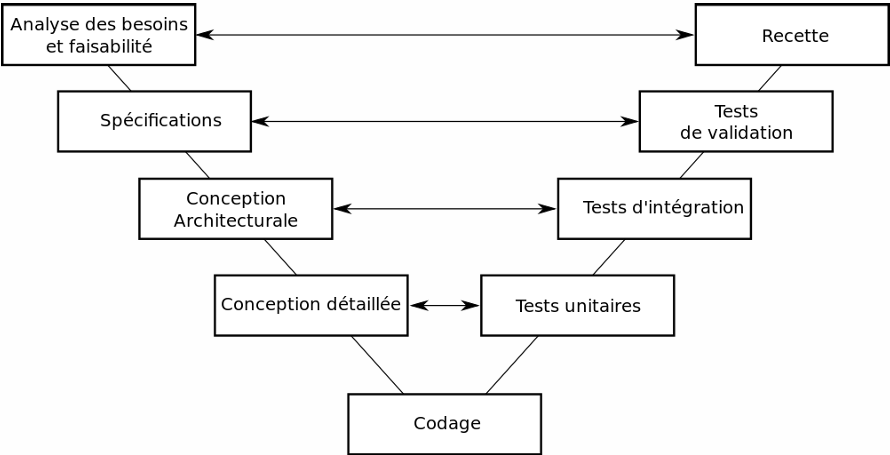 Analyse des besoins
et faisabilité
Recette
Spécifications
Tests
de validation
Conception
Architecturale
Tests d'intégration
Conception détaillée
Tests unitaires
Codage